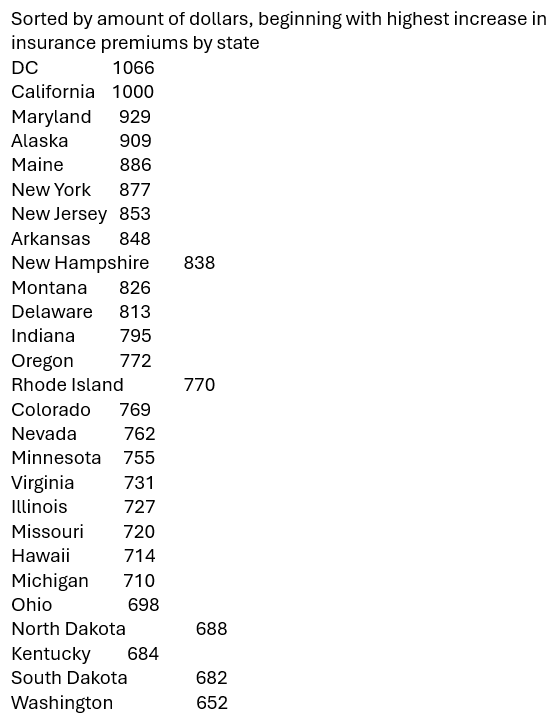 Sorted by amount of dollars, beginning with highest increase in
insurance premiums by state
DC 1066
California 1000
Maryland 929
Alaska 909
Maine 886
New York 877
New Jersey 853
Arkansas 848
New Hampshire 838
Montana 826
Delaware 813
Indiana 795
Oregon 772
Rhode Island 770
Colorado 769
Nevada 762
Minnesota 755
Virginia 731
Illinois 727
Missouri 720
Hawaii 714
Michigan 710
Ohio 698
North Dakota 688
Kentucky 684
South Dakota 682
Washington 652